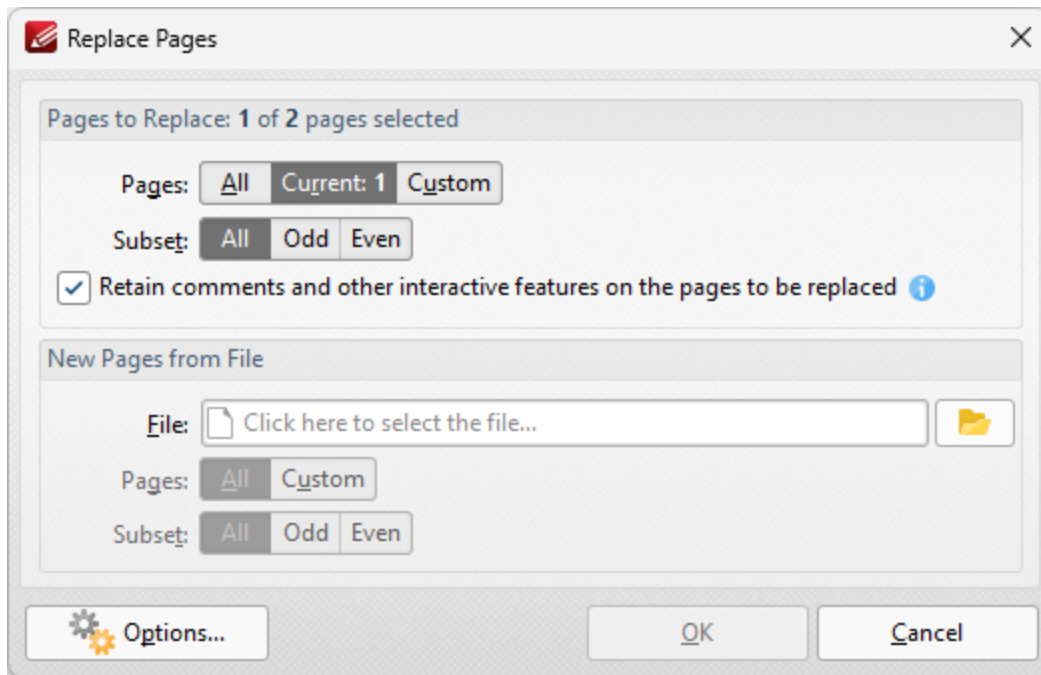 Replace Pages
Pages to Replace: 1 of 2 pages selected
Pages: All Current: 1 Custom
Subset: All Odd Even
Retain comments and other interactive features on the pages to be replaced
New Pages from File
File: Click here to select the file...
Pages: All Custom
Subset: All Odd Even
Options... OK Cancel